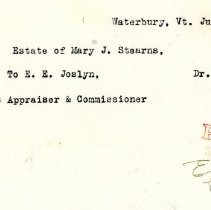 Waterbury, Vt. Ju
Estate of Mary J. Stearns,
To E. E. Joslyn, Dr.
Appraiser & Commissioner